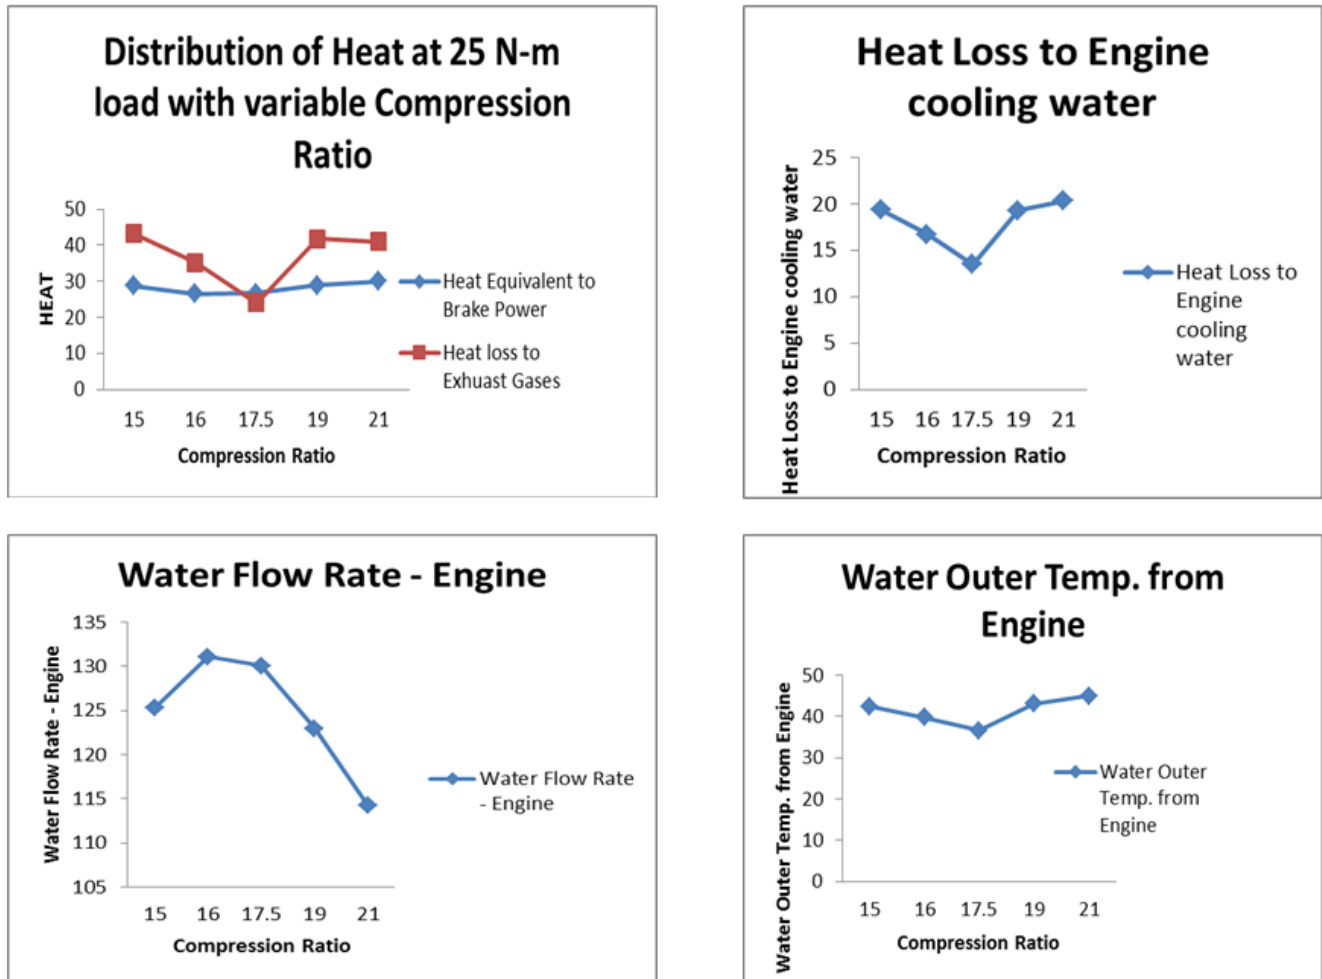 Distribution of Heat at 25 N-m
load with variable Compression
Ratio
HEAT
50
40
30
20
10
0
15 16 17.5 19 21
Compression Ratio
Heat Equivalent to
Brake Power
Heat loss to
Exhuast Gases
Heat Loss to Engine
cooling water
Heat Loss to Engine cooling water
25
20
15
10
5
0
15 16 17.5 19 21
Compression Ratio
Heat Loss to
Engine
cooling
water
Water Flow Rate - Engine
Water Flow Rate - Engine
135
130
125
120
115
110
105
15 16 17.5 19 21
Compression Ratio
Water Flow Rate
- Engine
Water Outer Temp. from
Engine
Water Outer Temp. from Engine
50
40
30
20
10
0
15 16 17.5 19 21
Compression Ratio
Water Outer
Temp. from
Engine